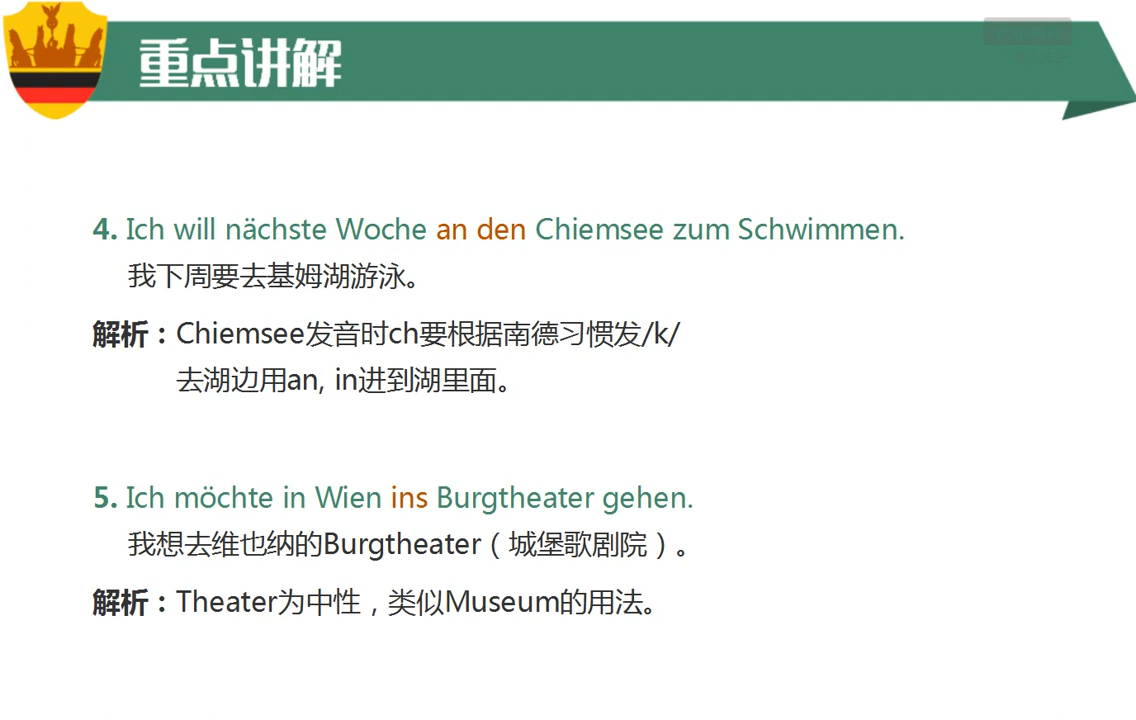 重点讲解
4. Ich will nächste Woche an den Chiemsee zum Schwimmen.
我下周要去基姆湖游泳。
解析：Chiemsee发音时ch要根据南德习惯发/k/
去湖边用an, in进到湖里面。
5. Ich möchte in Wien ins Burgtheater gehen.
我想去维也纳的Burgtheater（城堡歌剧院）。
解析：Theater为中性，类似Museum的用法。